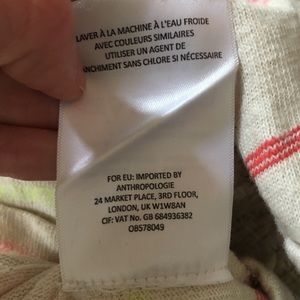 LAVER À LA MACHINE À L'EAU FROIDE
AVEC COULEURS SIMILAIRES
UTILISER UN AGENT DE
BLANCHIMENT SANS CHLORE SI NÉCESSAIRE
FOR EU: IMPORTED BY
ANTHROPOLOGIE
24 MARKET PLACE, 3RD FLOOR,
LONDON, UK W1W8AN
CIF: VAT No. GB 684936382
OB578049